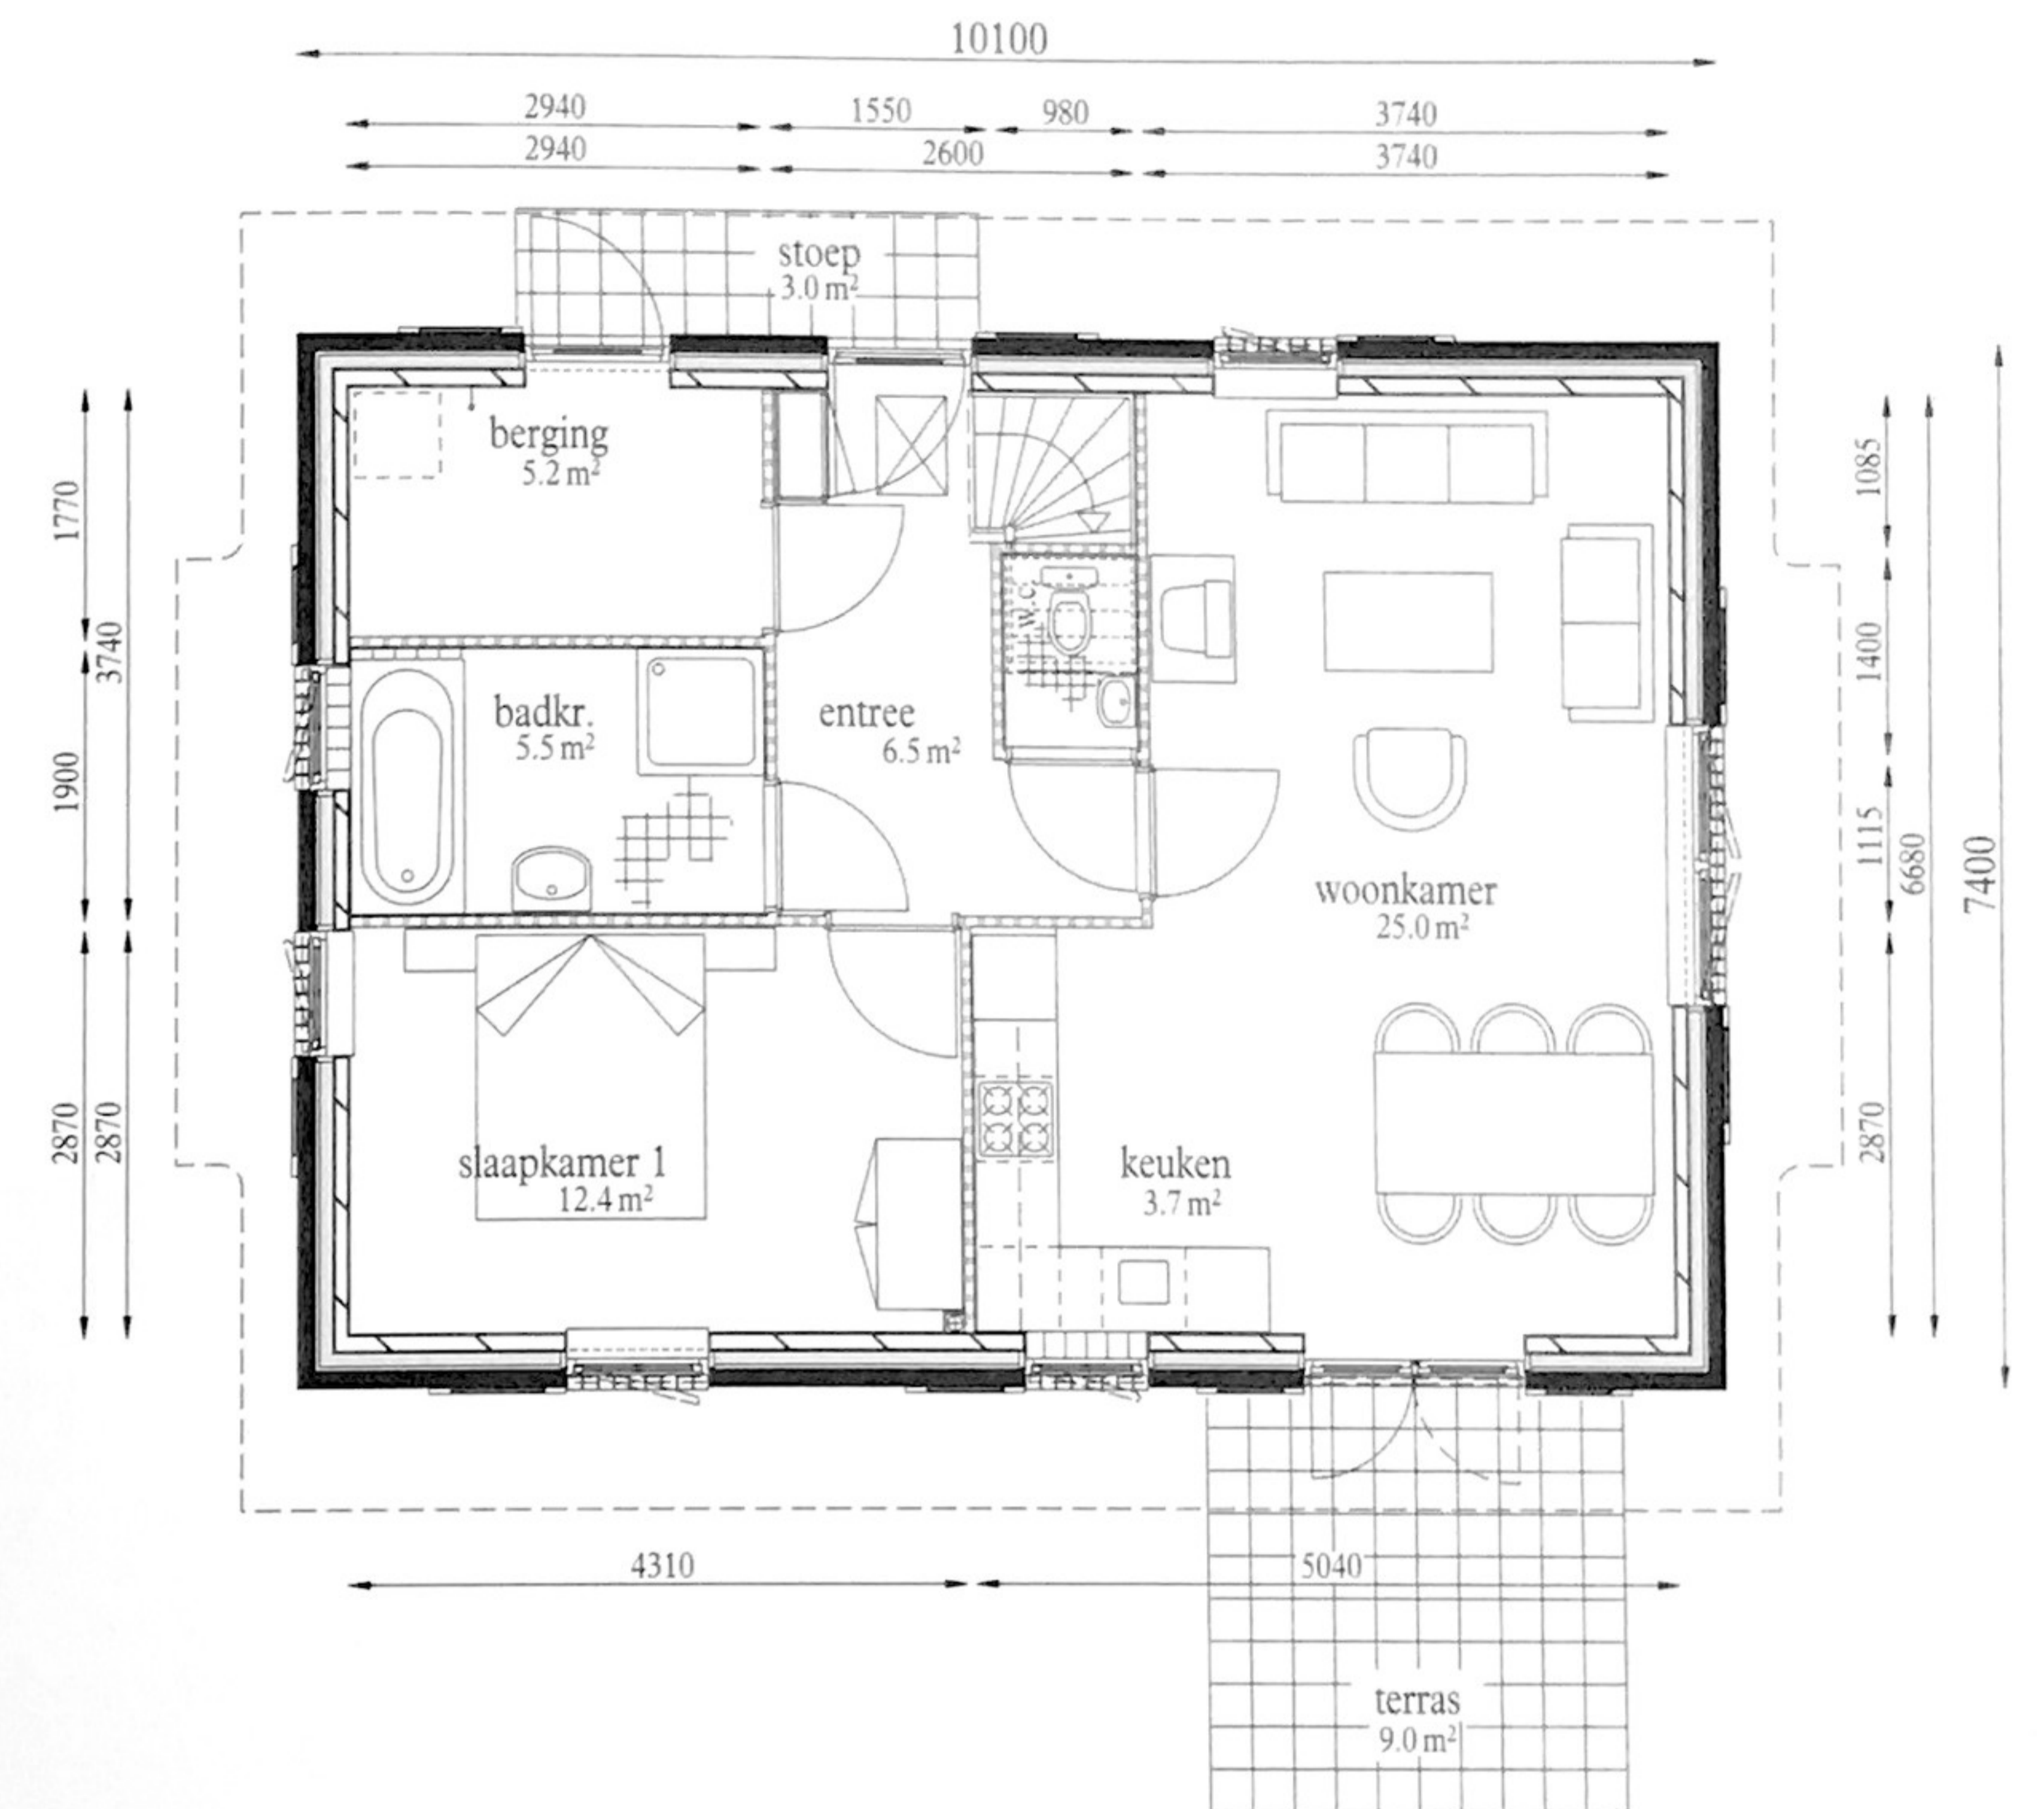 10100
2940 1550 980 3740
2940 2600 3740
stoep
3.0 m²
berging
5.2 m²
1770
3740
1900
2870
2870
w.c.
badkr.
5.5 m²
entree
6.5 m²
woonkamer
25.0 m²
slaapkamer 1
12.4 m²
keuken
3.7 m²
1085
1400
1115
2870
6680
7400
4310 5040
terras
9.0 m²